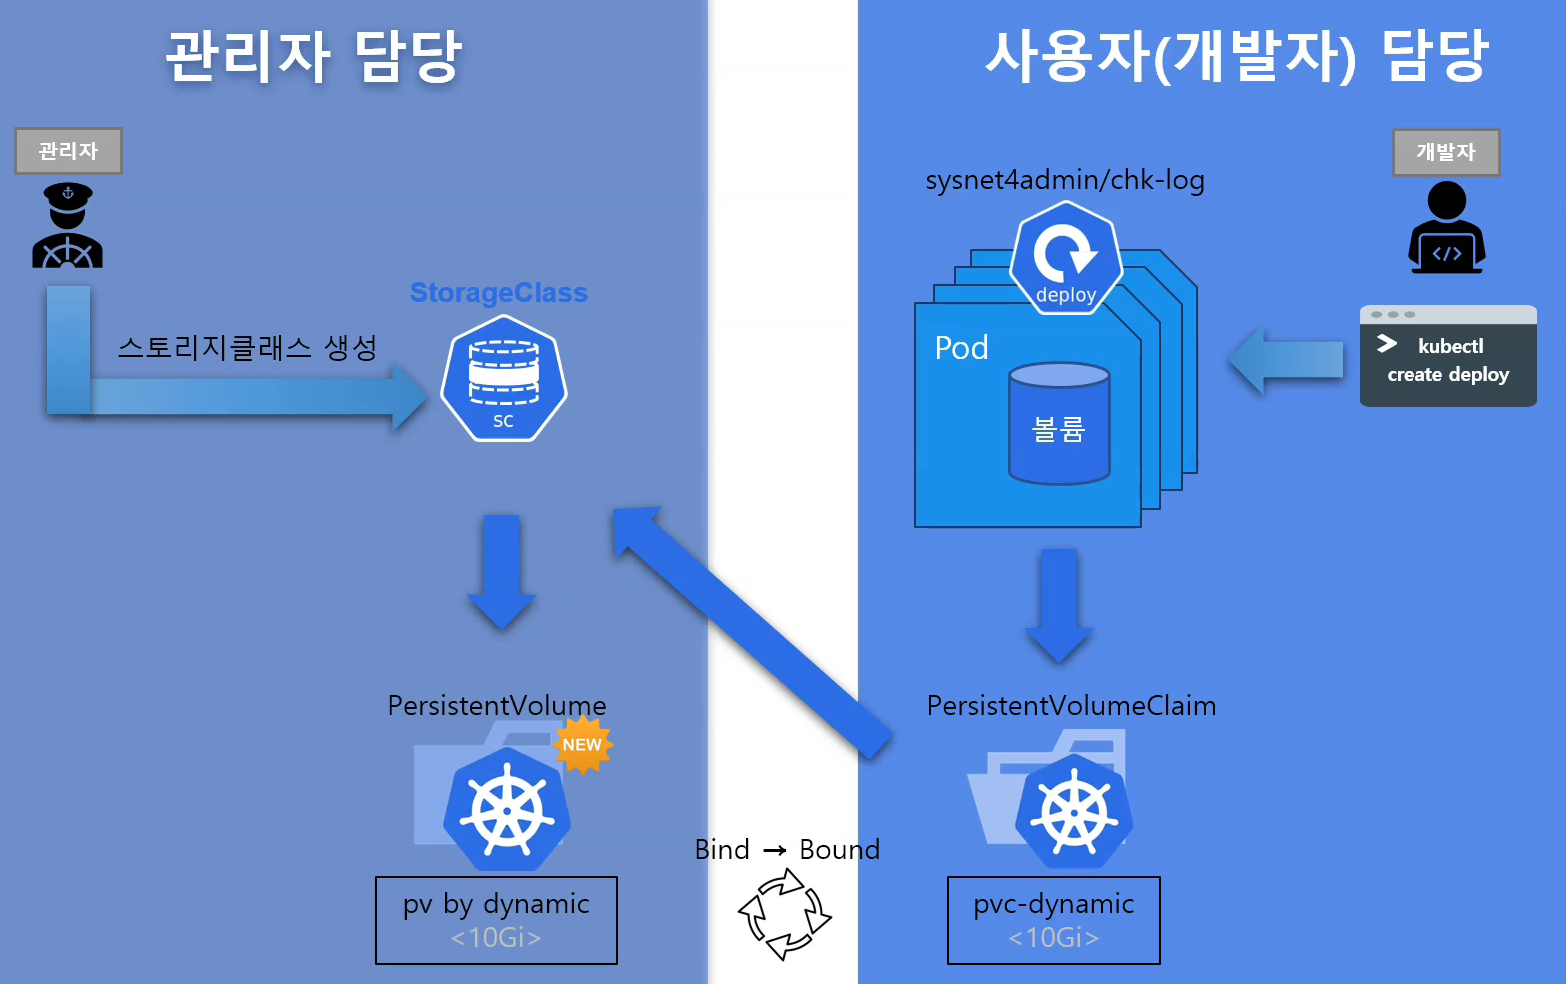 관리자 담당
사용자(개발자) 담당
관리자
개발자
sysnet4admin/chk-log
deploy
StorageClass
스토리지클래스 생성
SC
Pod
볼륨
kubectl
create deploy
</>
PersistentVolume
NEW
PersistentVolumeClaim
Bind → Bound
pv by dynamic
<10Gi>
pvc-dynamic
<10Gi>